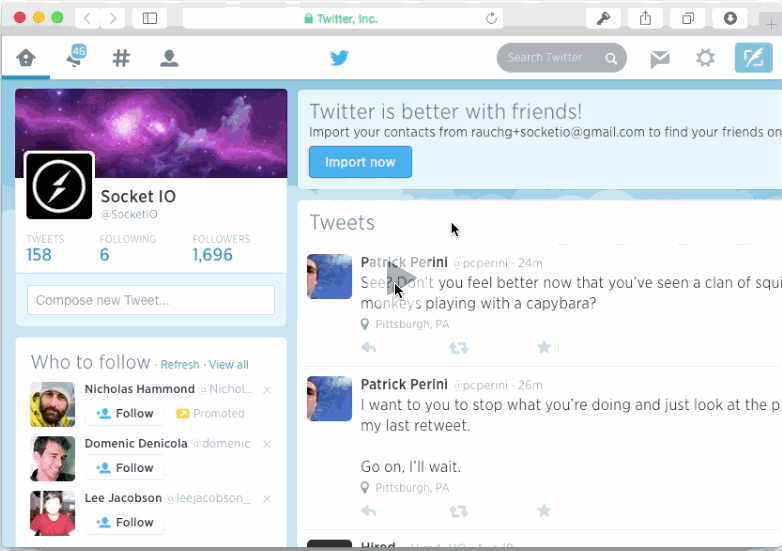 Twitter, Inc.
46
Search Twitter
Socket IO
@SocketIO
TWEETS
FOLLOWING
FOLLOWERS
158
6
1,696
Compose new Tweet...
Who to follow · Refresh · View all
Nicholas Hammond @Nichol...
Follow
Promoted
Domenic Denicola @domenic
Follow
Lee Jacobson @leejacobson_
Follow
Twitter is better with friends!
Import your contacts from rauchg+socketio@gmail.com to find your friends on
Import now
Tweets
Patrick Perini @pcperini · 24m
See? Don't you feel better now that you've seen a clan of squi
monkeys playing with a capybara?
Pittsburgh, PA
1
Patrick Perini @pcperini · 26m
I want to you to stop what you're doing and just look at the p
my last retweet.
Go on, I'll wait.
Pittsburgh, PA
Hired